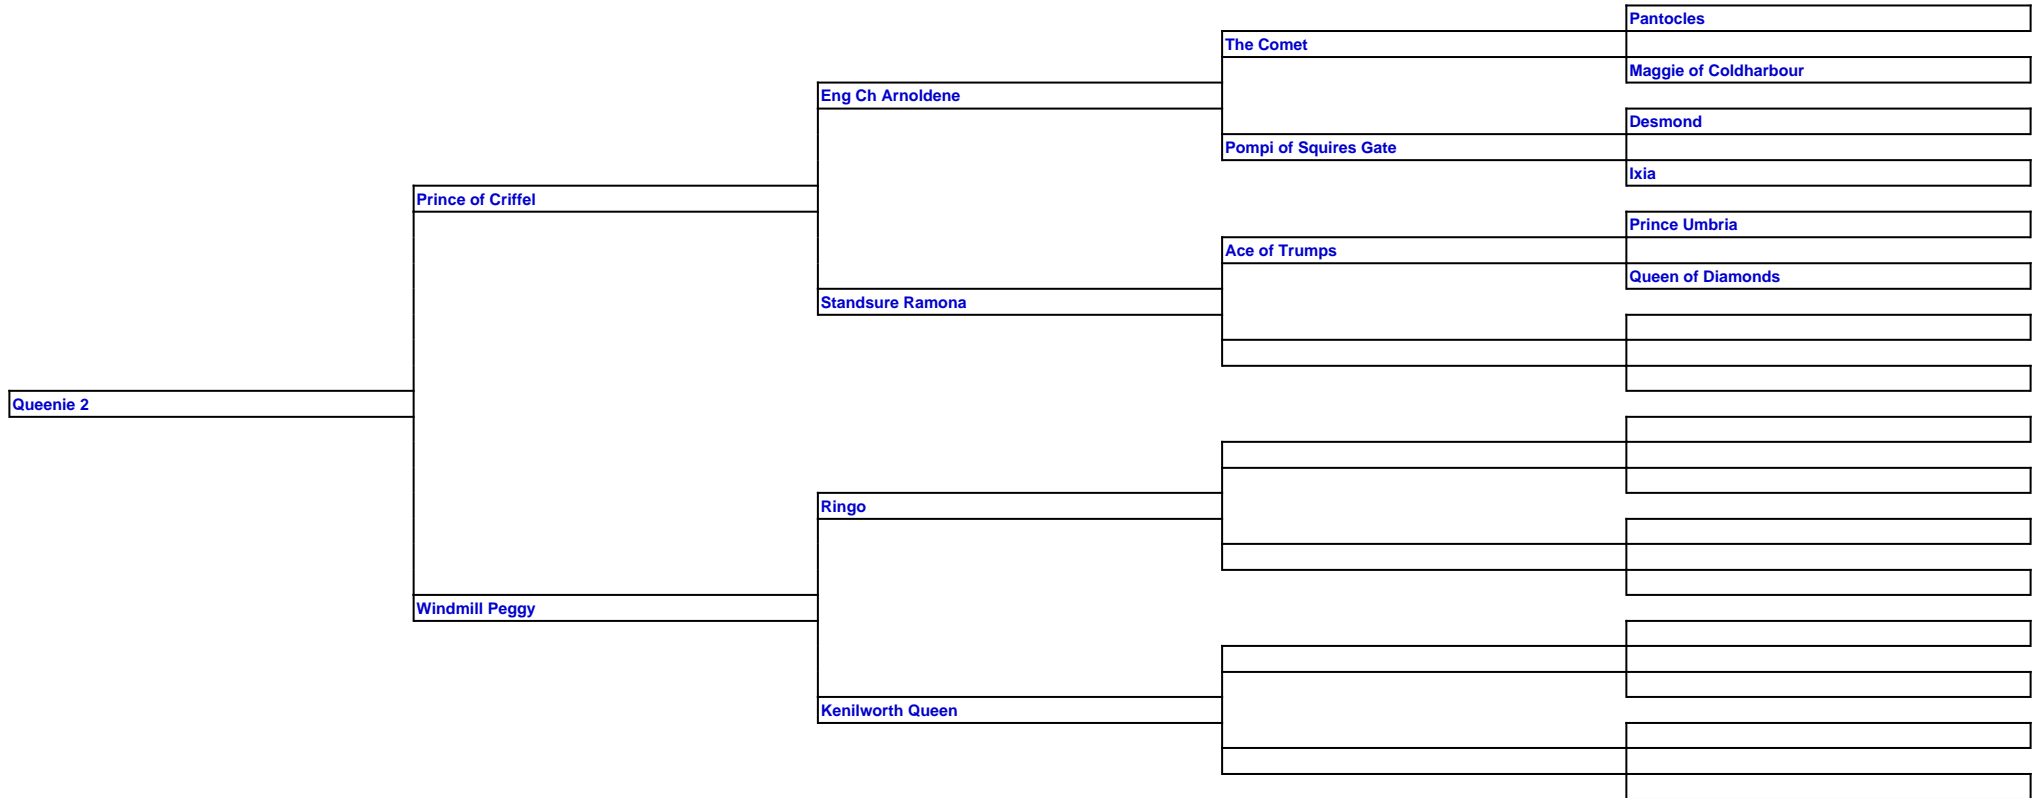 Pantocles
The Comet
Maggie of Coldharbour
Eng Ch Arnoldene
Desmond
Pompi of Squires Gate
Ixia
Prince of Criffel
Prince Umbria
Ace of Trumps
Queen of Diamonds
Standsure Ramona
Queenie 2
Ringo
Windmill Peggy
Kenilworth Queen